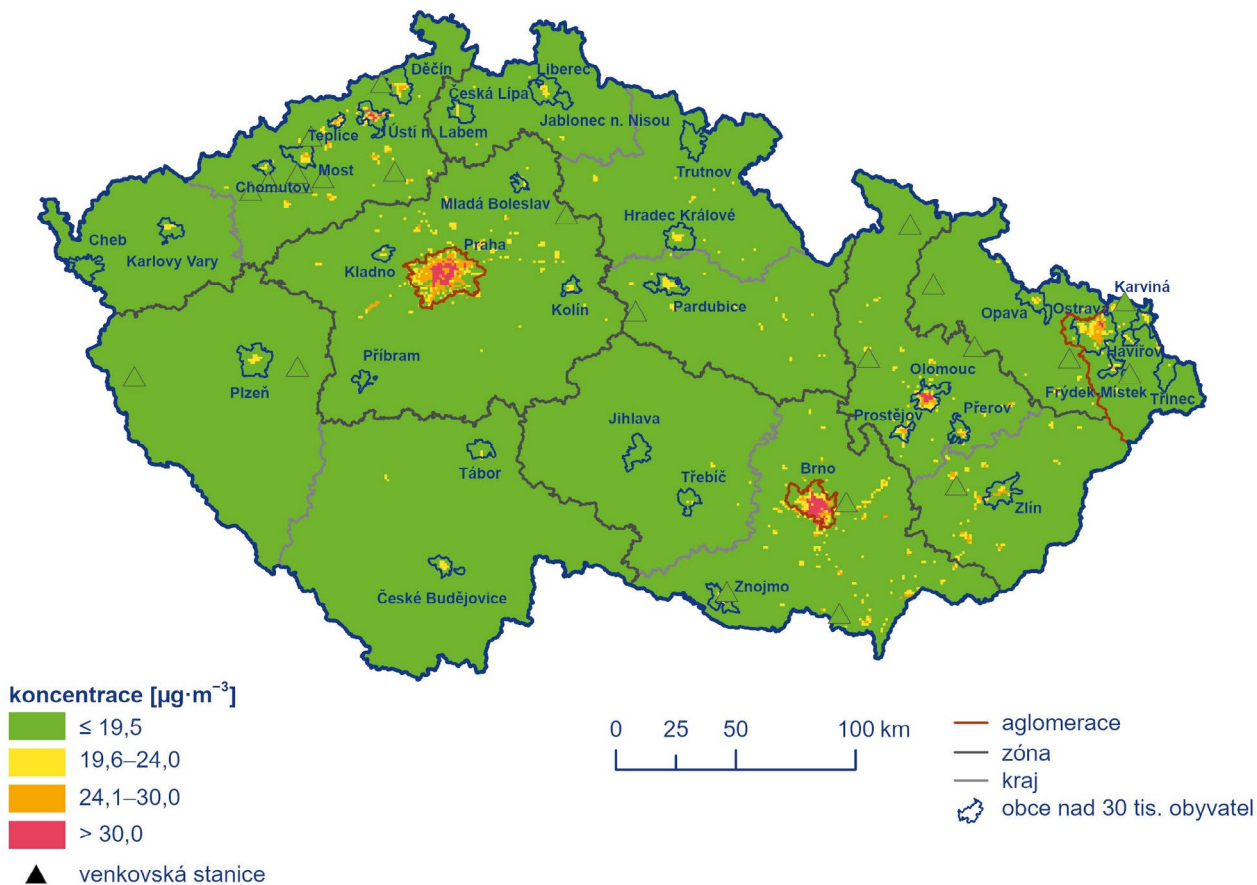 Děčín
Liberec
Česká Lípa
Jablonec n. Nisou
Teplice
Ústí n. Labem
Most
Chomutov
Trutnov
Mladá Boleslav
Hradec Králové
Cheb
Karlovy Vary
Praha
Kladno
Kolín
Pardubice
Karviná
Opava
Ostrava
Havířov
Plzeň
Příbram
Olomouc
Frýdek Místek
Třinec
Prostějov
Přerov
Jihlava
Tábor
Třebíč
Brno
Zlín
České Budějovice
Znojmo
koncentrace [µg·m⁻³]
≤ 19,5
19,6–24,0
24,1–30,0
> 30,0
venkovská stanice
0 25 50 100 km
aglomerace
zóna
kraj
obce nad 30 tis. obyvatel